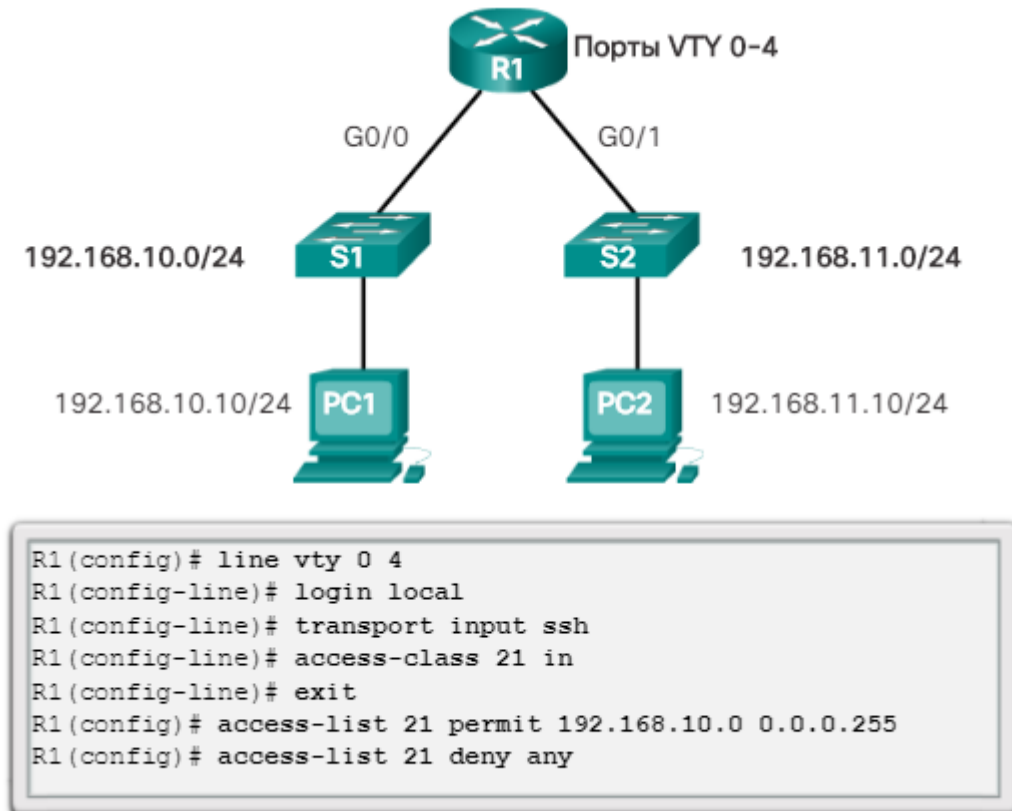 Порты VTY 0-4
R1
G0/0
G0/1
192.168.10.0/24
S1
S2
192.168.11.0/24
192.168.10.10/24
PC1
PC2
192.168.11.10/24
R1(config)# line vty 0 4
R1(config-line)# login local
R1(config-line)# transport input ssh
R1(config-line)# access-class 21 in
R1(config-line)# exit
R1(config)# access-list 21 permit 192.168.10.0 0.0.0.255
R1(config)# access-list 21 deny any